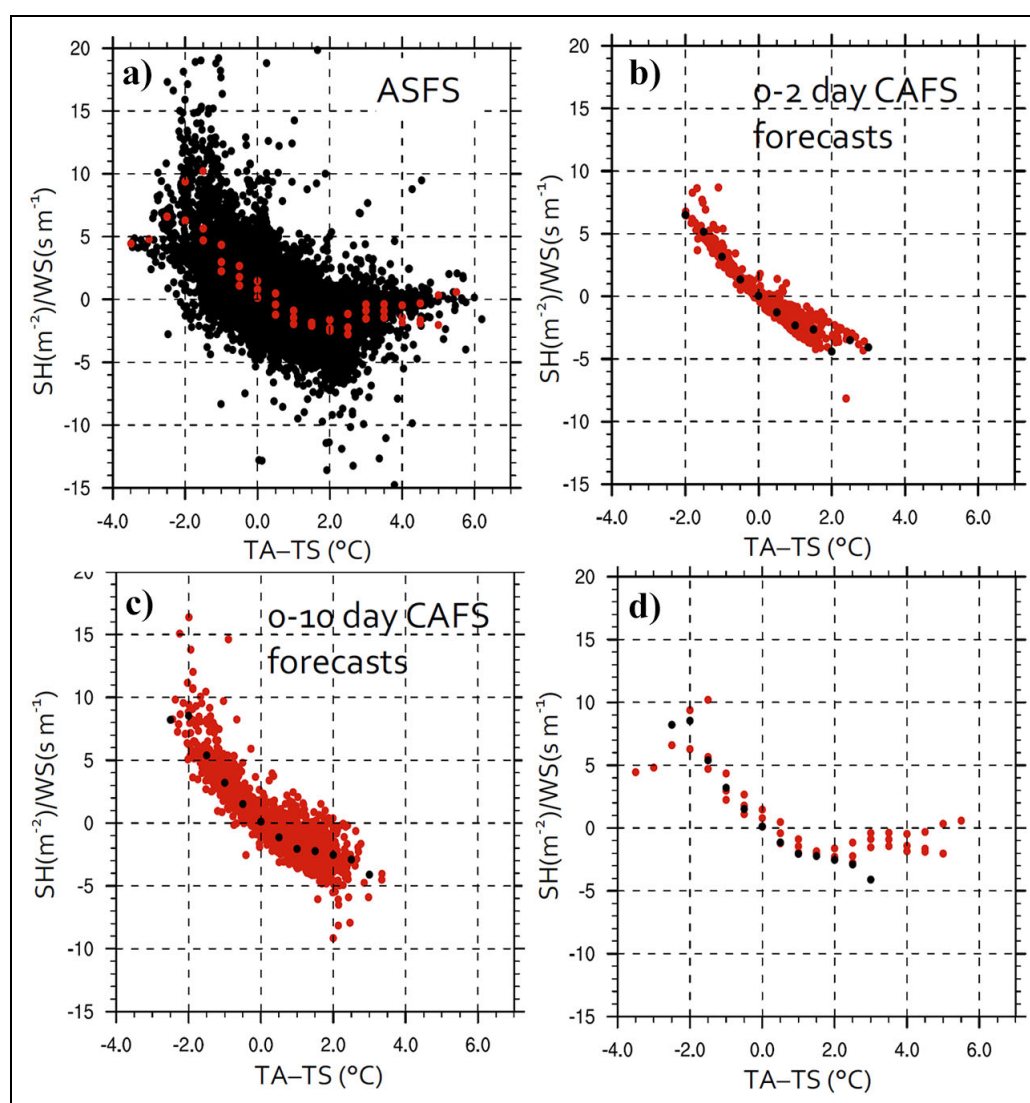 a)
ASFS
20
15
10
5
0
-5
-10
-15
SH(m⁻²)/WS(s m⁻¹)
-4.0 -2.0 0.0 2.0 4.0 6.0
TA–TS (°C)
b)
0-2 day CAFS
forecasts
20
15
10
5
0
-5
-10
-15
SH(m⁻²)/WS(s m⁻¹)
-4.0 -2.0 0.0 2.0 4.0 6.0
TA–TS (°C)
c)
0-10 day CAFS
forecasts
20
15
10
5
0
-5
-10
-15
SH(m⁻²)/WS(s m⁻¹)
-4.0 -2.0 0.0 2.0 4.0 6.0
TA–TS (°C)
d)
20
15
10
5
0
-5
-10
-15
SH(m⁻²)/WS(s m⁻¹)
-4.0 -2.0 0.0 2.0 4.0 6.0
TA–TS (°C)